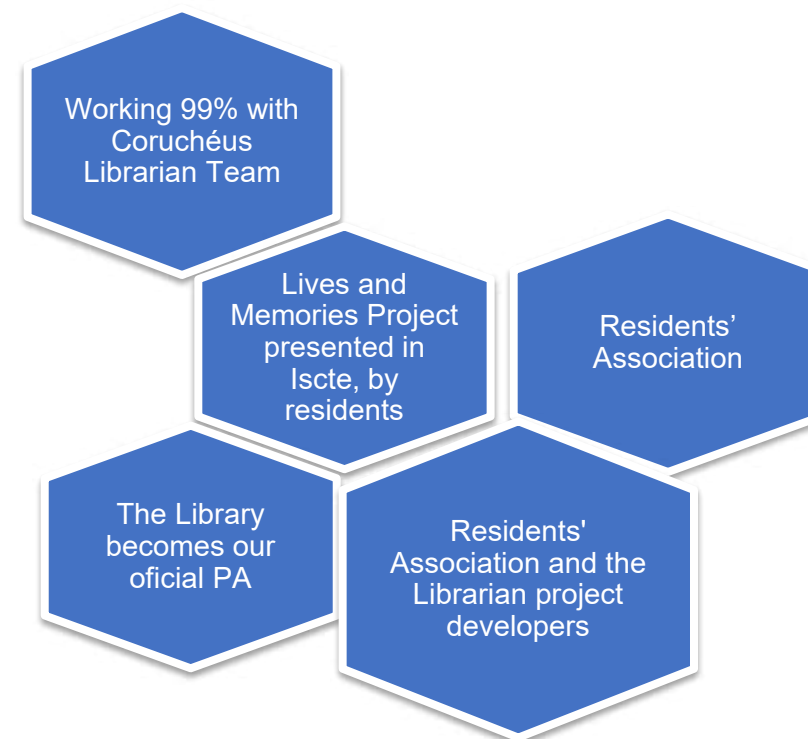 Working 99% with
Coruchéus
Librarian Team
Lives and
Memories Project
presented in
Iscte, by
residents
Residents’
Association
The Library
becomes our
oficial PA
Residents'
Association and the
Librarian project
developers